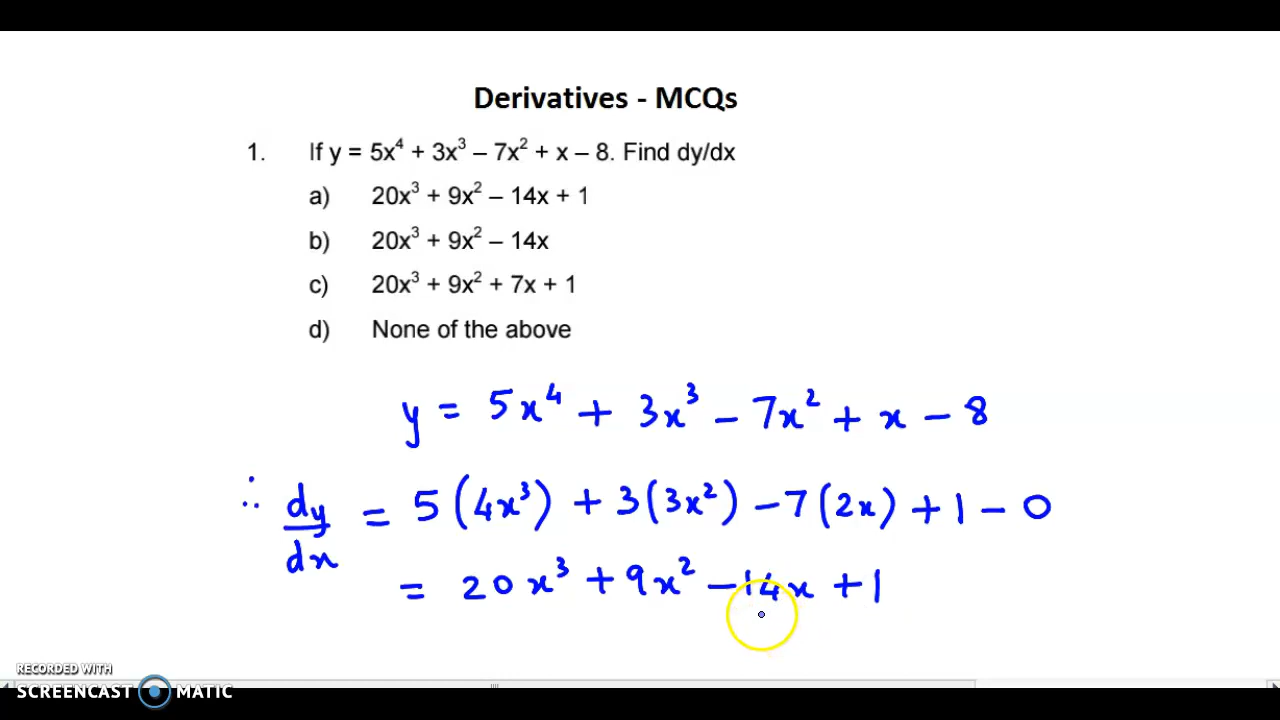 Derivatives - MCQs
1. If y = 5x⁴ + 3x³ – 7x² + x – 8. Find dy/dx
a) 20x³ + 9x² – 14x + 1
b) 20x³ + 9x² – 14x
c) 20x³ + 9x² + 7x + 1
d) None of the above
y = 5x⁴ + 3x³ – 7x² + x – 8
∴ dy/dx = 5(4x³) + 3(3x²) – 7(2x) + 1 – 0
= 20x³ + 9x² – 14x + 1
RECORDED WITH
SCREENCAST MATIC